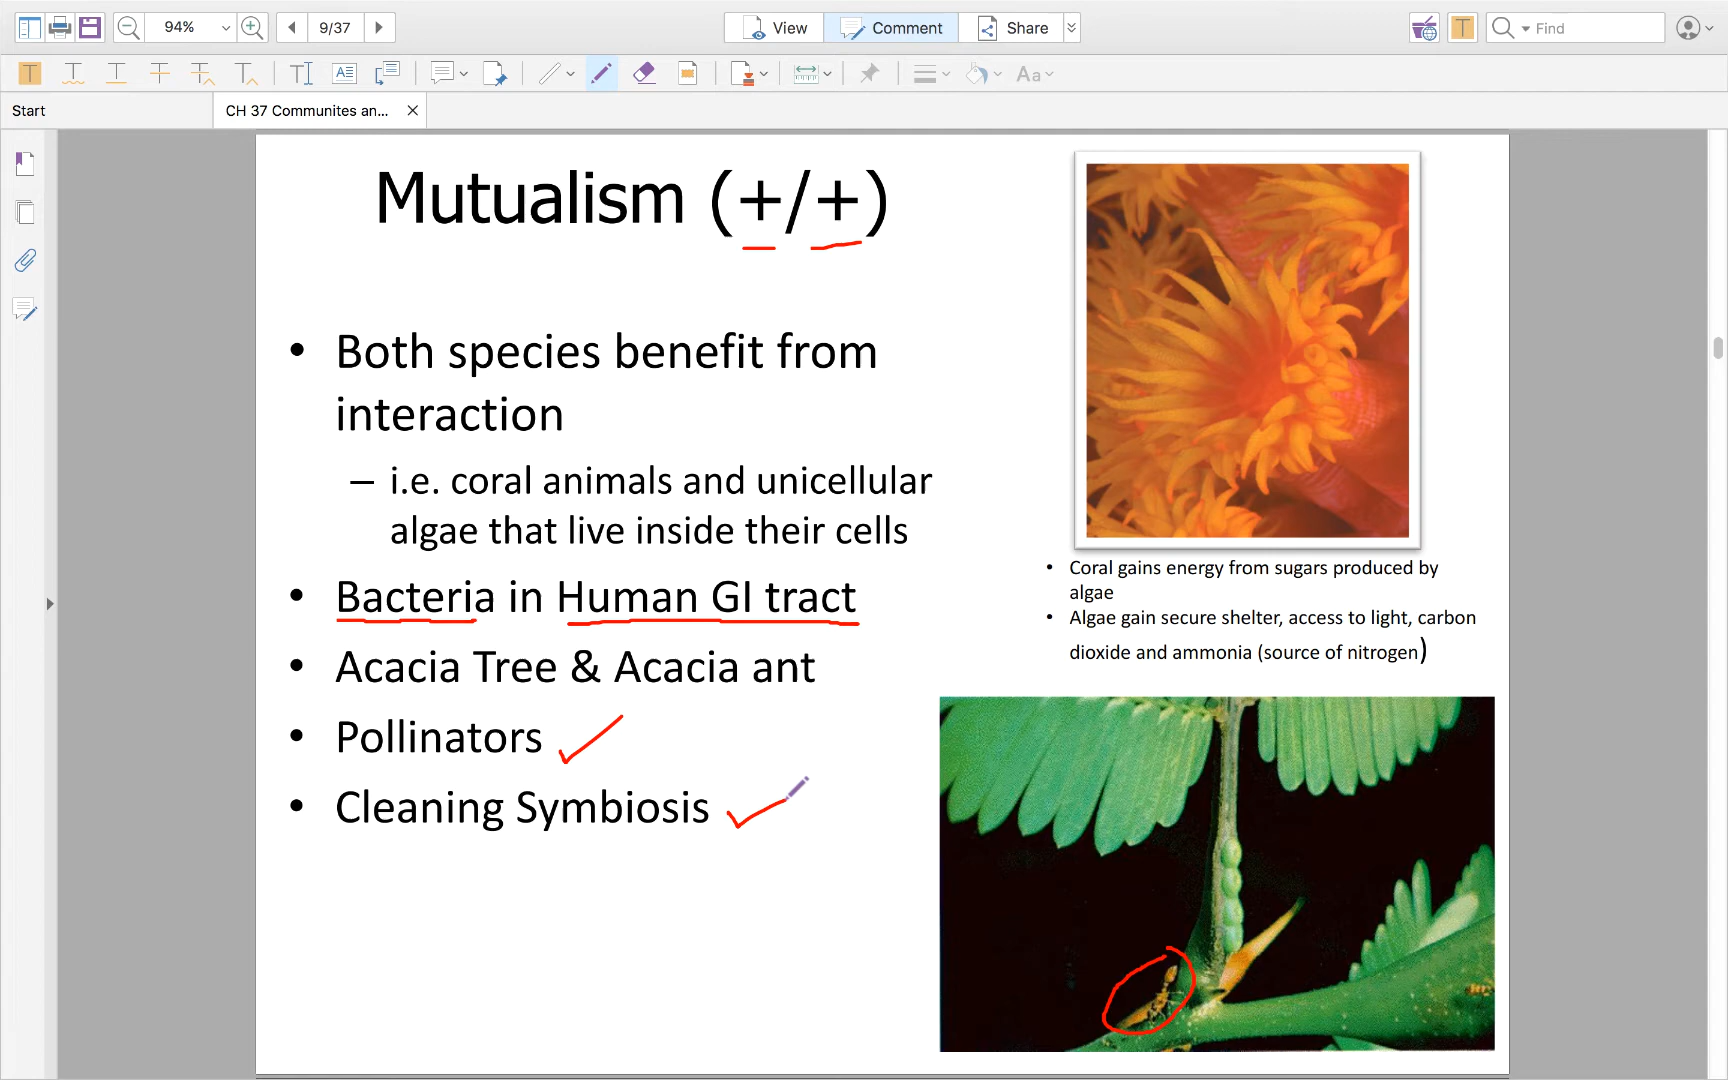 94%
9/37
View
Comment
Share
Find
T
T
T
T
T
T
T
A
Aa
Start
CH 37 Communites an...
Mutualism (+/+)
• Both species benefit from
interaction
– i.e. coral animals and unicellular
algae that live inside their cells
• Bacteria in Human GI tract
• Acacia Tree & Acacia ant
• Pollinators
• Cleaning Symbiosis
• Coral gains energy from sugars produced by
algae
• Algae gain secure shelter, access to light, carbon
dioxide and ammonia (source of nitrogen)